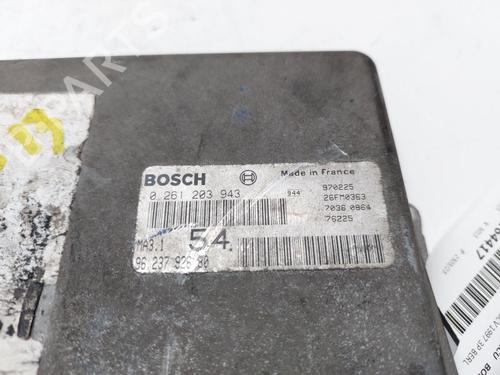 BOSCH Made in France
0 261 203 943 944 970225
26FM0363
7036.0864
76225
MA3.1 54.
96 237 926 80